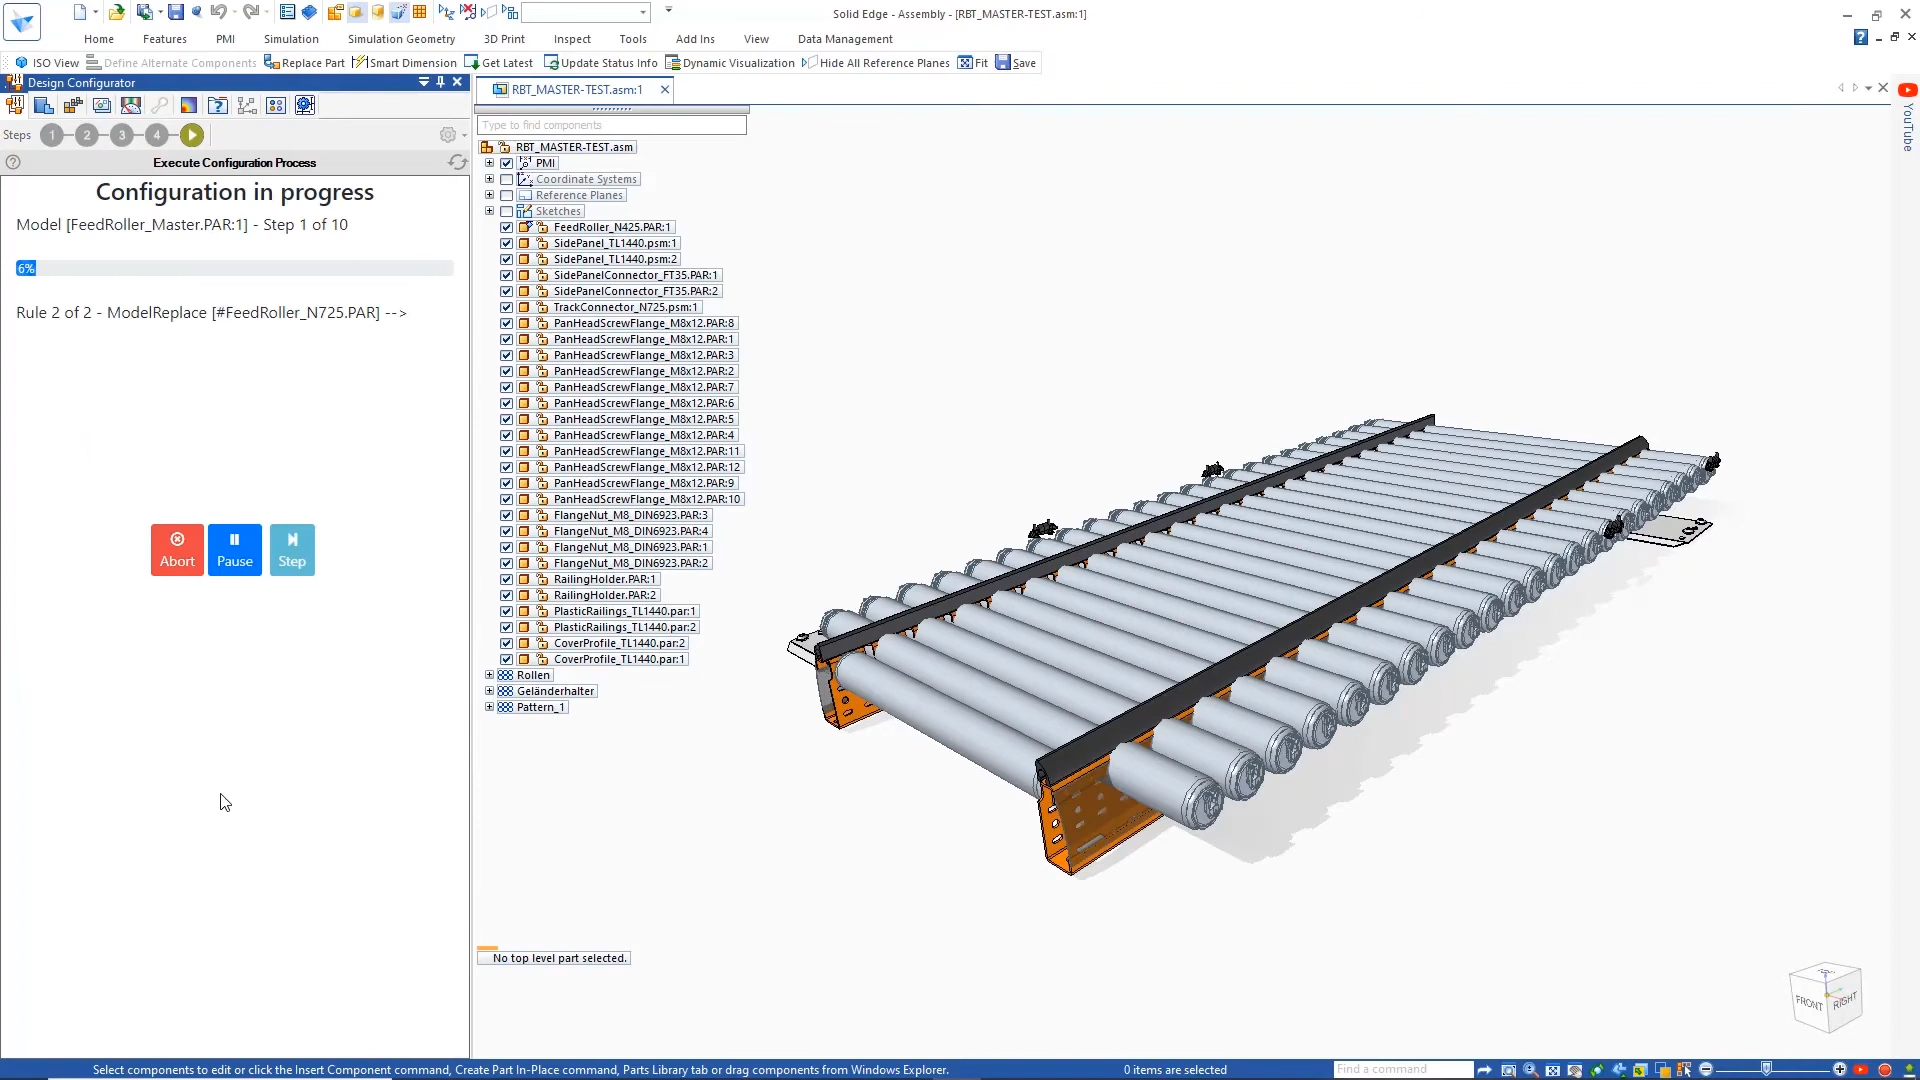 Solid Edge - Assembly - [RBT_MASTER-TEST.asm:1]
Home Features PMI Simulation Simulation Geometry 3D Print Inspect Tools Add Ins View Data Management
ISO View Define Alternate Components Replace Part Smart Dimension Get Latest Update Status Info Dynamic Visualization Hide All Reference Planes Fit Save
Design Configurator
Steps 1 2 3 4
Execute Configuration Process
Configuration in progress
Model [FeedRoller_Master.PAR:1] - Step 1 of 10
6%
Rule 2 of 2 - ModelReplace [#FeedRoller_N725.PAR] -->
Abort Pause Step
RBT_MASTER-TEST.asm:1
Type to find components
RBT_MASTER-TEST.asm
PMI
Coordinate Systems
Reference Planes
Sketches
FeedRoller_N425.PAR:1
SidePanel_TL1440.psm:1
SidePanel_TL1440.psm:2
SidePanelConnector_FT35.PAR:1
SidePanelConnector_FT35.PAR:2
TrackConnector_N725.psm:1
PanHeadScrewFlange_M8x12.PAR:8
PanHeadScrewFlange_M8x12.PAR:1
PanHeadScrewFlange_M8x12.PAR:3
PanHeadScrewFlange_M8x12.PAR:2
PanHeadScrewFlange_M8x12.PAR:7
PanHeadScrewFlange_M8x12.PAR:6
PanHeadScrewFlange_M8x12.PAR:5
PanHeadScrewFlange_M8x12.PAR:4
PanHeadScrewFlange_M8x12.PAR:11
PanHeadScrewFlange_M8x12.PAR:12
PanHeadScrewFlange_M8x12.PAR:9
PanHeadScrewFlange_M8x12.PAR:10
FlangeNut_M8_DIN6923.PAR:3
FlangeNut_M8_DIN6923.PAR:4
FlangeNut_M8_DIN6923.PAR:1
FlangeNut_M8_DIN6923.PAR:2
RailingHolder.PAR:1
RailingHolder.PAR:2
PlasticRailings_TL1440.par:1
PlasticRailings_TL1440.par:2
CoverProfile_TL1440.par:2
CoverProfile_TL1440.par:1
Rollen
Geländerhalter
Pattern_1
No top level part selected.
YouTube
FRONT RIGHT
Select components to edit or click the Insert Component command, Create Part In-Place command, Parts Library tab or drag components from Windows Explorer.
0 items are selected
Find a command